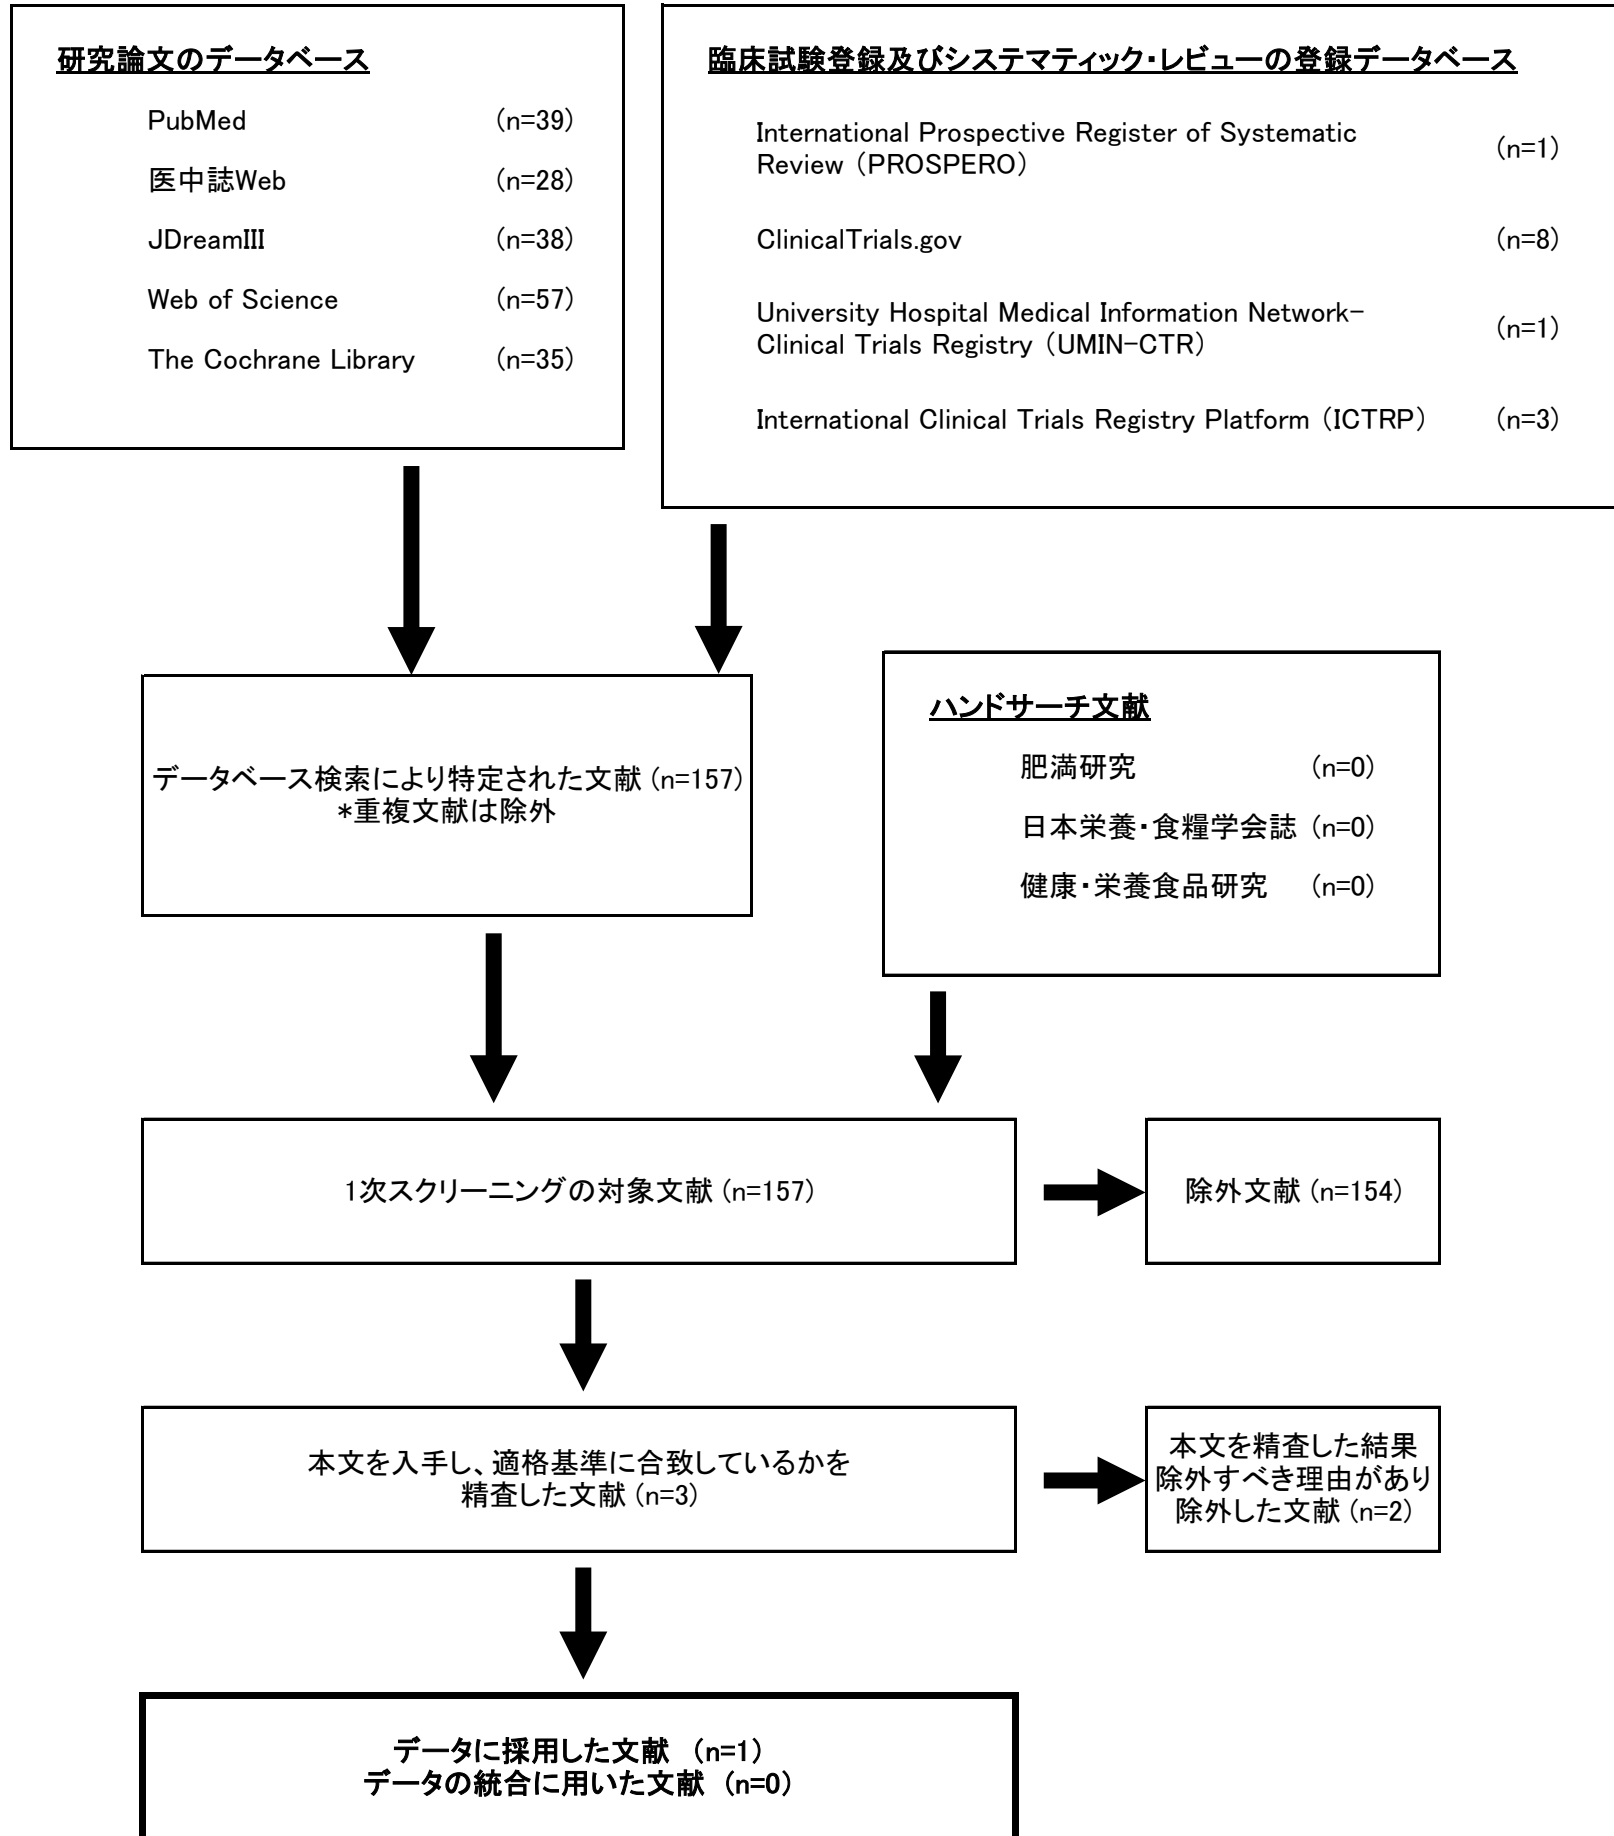 研究論文のデータベース
PubMed (n=39)
医中誌Web (n=28)
JDreamIII (n=38)
Web of Science (n=57)
The Cochrane Library (n=35)
臨床試験登録及びシステマティック・レビューの登録データベース
International Prospective Register of Systematic
Review (PROSPERO) (n=1)
ClinicalTrials.gov (n=8)
University Hospital Medical Information Network-
Clinical Trials Registry (UMIN-CTR) (n=1)
International Clinical Trials Registry Platform (ICTRP) (n=3)
データベース検索により特定された文献 (n=157)
*重複文献は除外
ハンドサーチ文献
肥満研究 (n=0)
日本栄養・食糧学会誌 (n=0)
健康・栄養食品研究 (n=0)
1次スクリーニングの対象文献 (n=157)
除外文献 (n=154)
本文を入手し、適格基準に合致しているかを
精査した文献 (n=3)
本文を精査した結果
除外すべき理由があり
除外した文献 (n=2)
データに採用した文献 (n=1)
データの統合に用いた文献 (n=0)